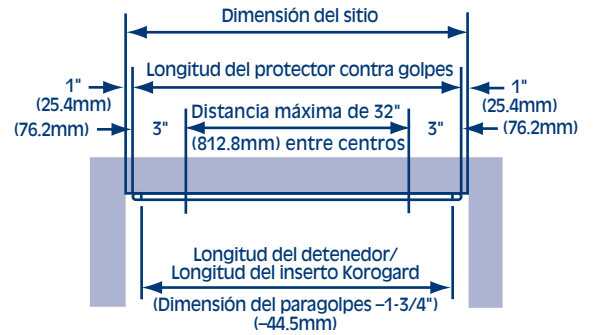 Dimensión del sitio
Longitud del protector contra golpes
1"
(25.4mm)
1"
(25.4mm)
(76.2mm)
3"
Distancia máxima de 32"
(812.8mm) entre centros
3"
(76.2mm)
Longitud del detenedor/
Longitud del inserto Korogard
(Dimensión del paragolpes –1-3/4")
(–44.5mm)